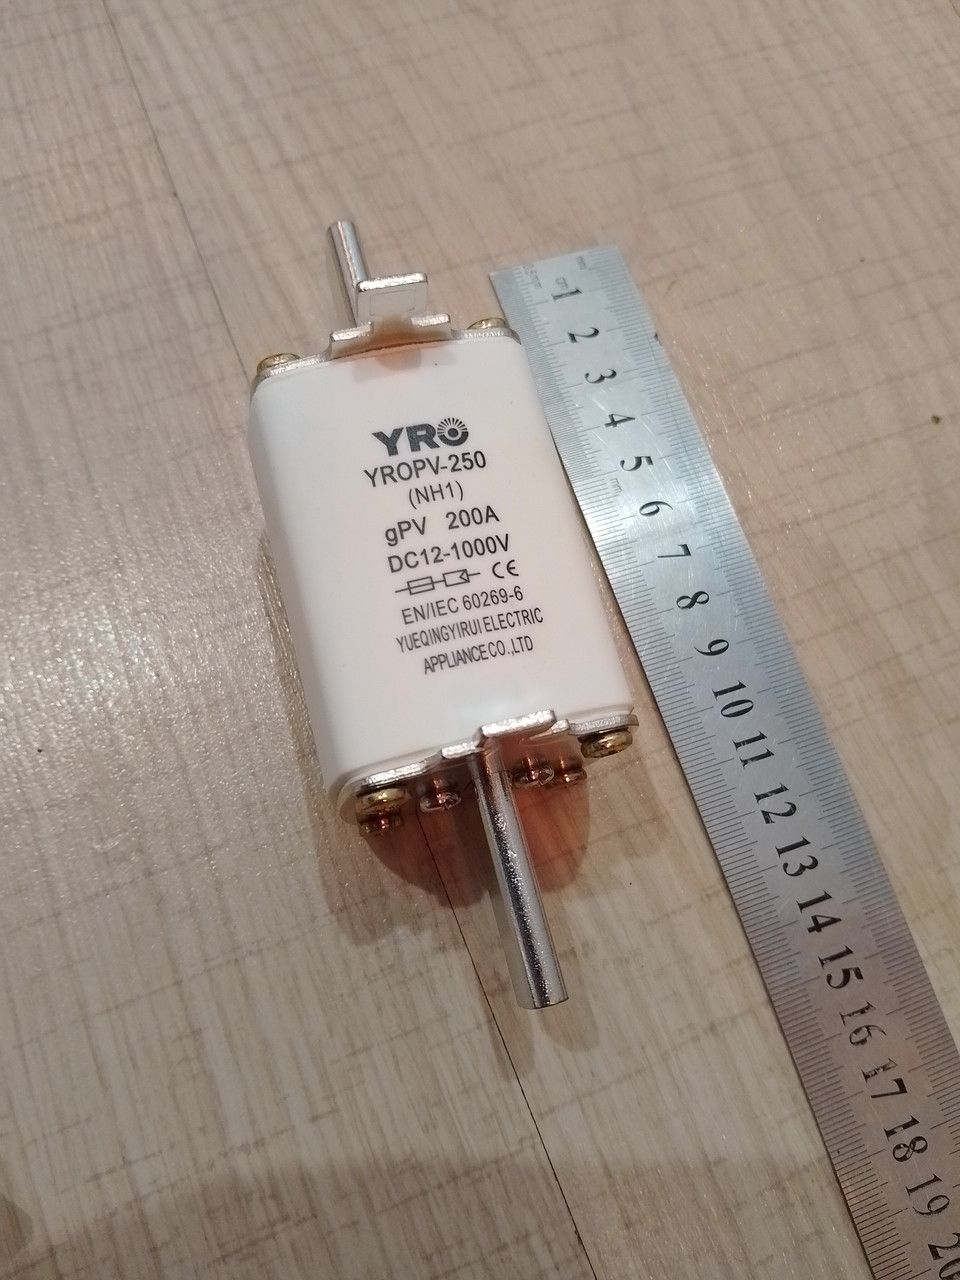 YRO
YROPV-250
(NH1)
gPV 200A
DC12-1000V
CE
EN/IEC 60269-6
YUEQINGYIRUI ELECTRIC
APPLIANCE CO.,LTD
1
2
3
4
5
6
7
8
9
10
11
12
13
14
15
16
17
18
19
20